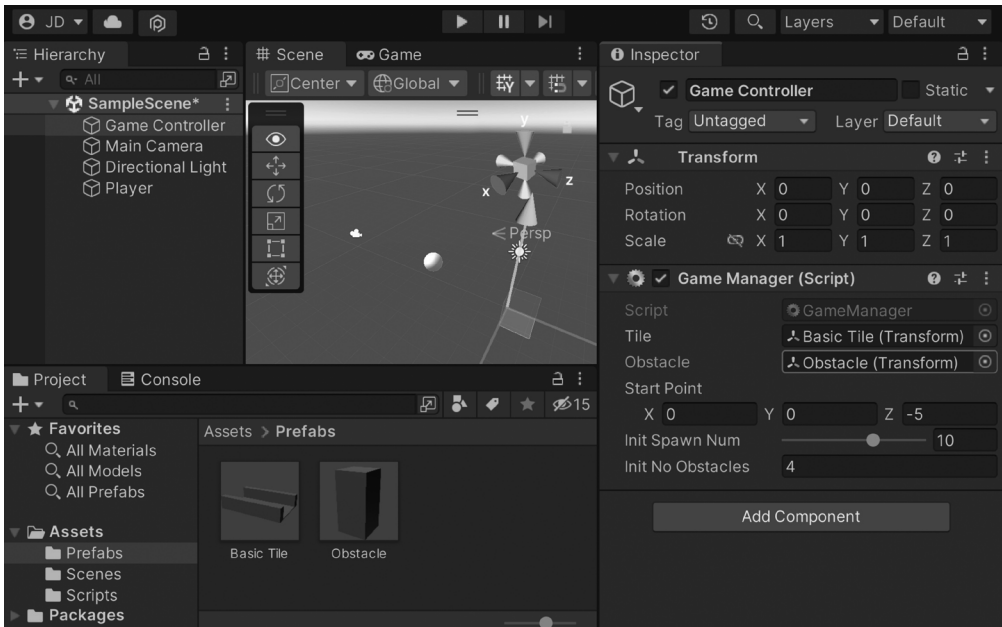 JD
Layers
Default
Hierarchy
All
SampleScene*
Game Controller
Main Camera
Directional Light
Player
# Scene
Game
Center
Global
y
x
z
Persp
Inspector
Game Controller
Static
Tag Untagged
Layer Default
Transform
Position X 0 Y 0 Z 0
Rotation X 0 Y 0 Z 0
Scale X 1 Y 1 Z 1
Game Manager (Script)
Script GameManager
Tile Basic Tile (Transform)
Obstacle Obstacle (Transform)
Start Point
X 0 Y 0 Z -5
Init Spawn Num 10
Init No Obstacles 4
Add Component
Project
Console
15
Favorites
All Materials
All Models
All Prefabs
Assets
Prefabs
Scenes
Scripts
Packages
Assets > Prefabs
Basic Tile
Obstacle